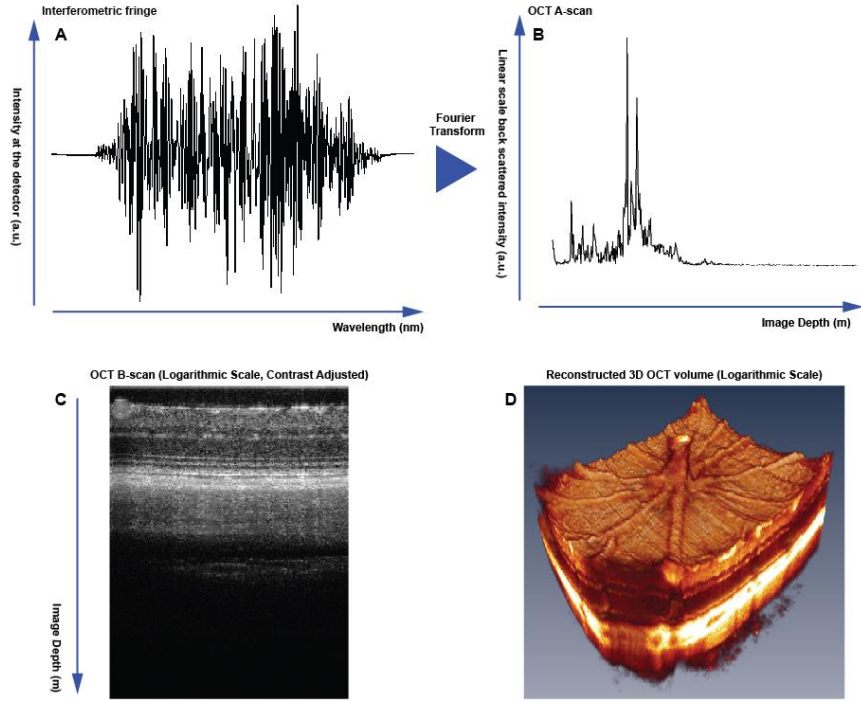 Interferometric fringe
A
Intensity at the detector (a.u.)
Wavelength (nm)
Fourier
Transform
OCT A-scan
B
Linear scale back scattered intensity (a.u.)
Image Depth (m)
OCT B-scan (Logarithmic Scale, Contrast Adjusted)
C
Image Depth (m)
Reconstructed 3D OCT volume (Logarithmic Scale)
D